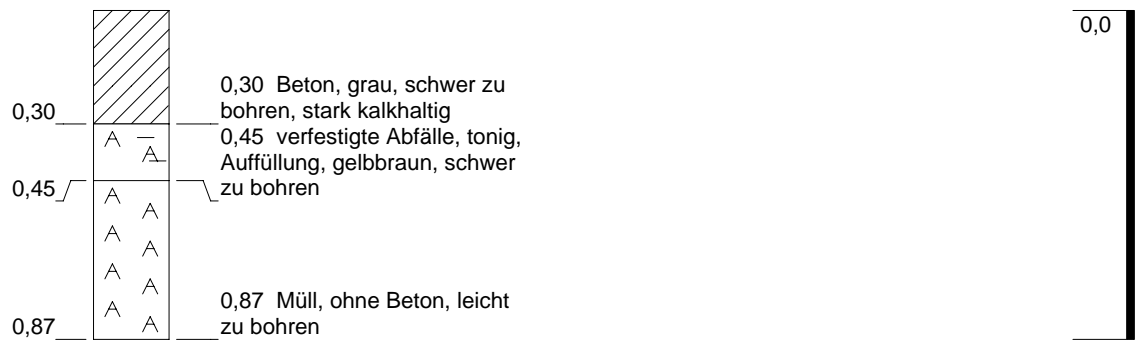 0,0
0,30 Beton, grau, schwer zu
bohren, stark kalkhaltig
0,30
0,45 verfestigte Abfälle, tonig,
Auffüllung, gelbbraun, schwer
zu bohren
0,45
A
A
A
A
A
A
A
A
A
A
0,87 Müll, ohne Beton, leicht
zu bohren
0,87